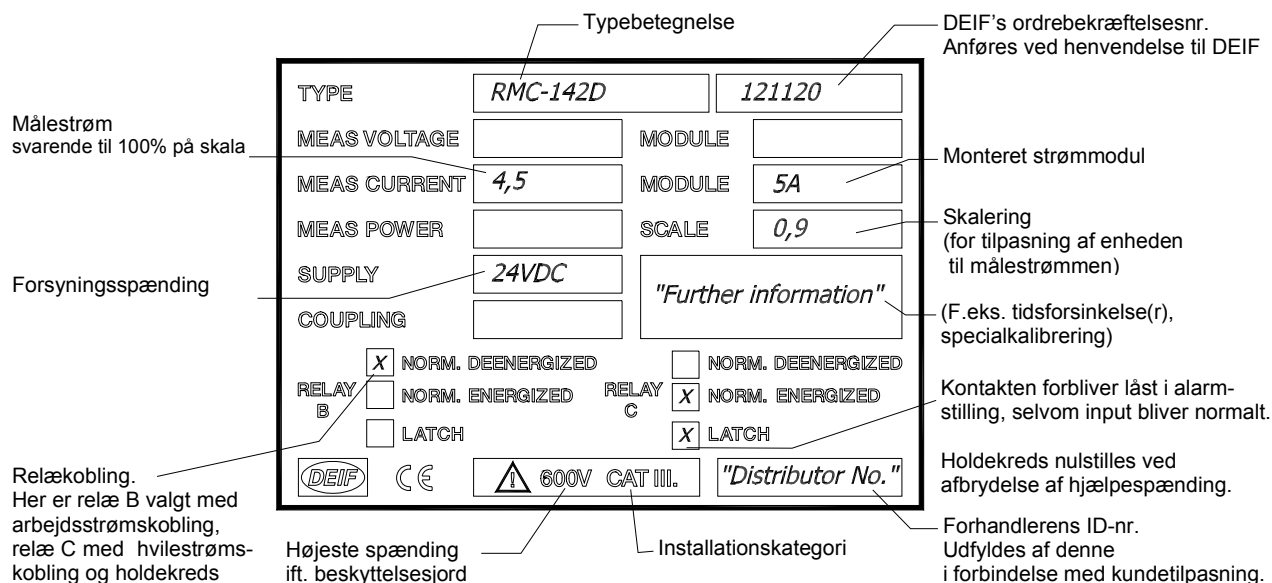 Typebetegnelse
DEIF's ordrebekræftelsesnr.
Anføres ved henvendelse til DEIF
TYPE RMC-142D 121120
Målestrøm
svarende til 100% på skala
MEAS VOLTAGE MODULE
MEAS CURRENT 4,5 MODULE 5A
Monteret strømmodul
MEAS POWER SCALE 0,9
Skalering
(for tilpasning af enheden
til målestrømmen)
Forsyningsspænding
SUPPLY 24VDC
"Further information"
COUPLING
(F.eks. tidsforsinkelse(r),
specialkalibrering)
RELAY B
X NORM. DEENERGIZED
NORM. ENERGIZED
LATCH
RELAY C
NORM. DEENERGIZED
X NORM. ENERGIZED
X LATCH
Kontakten forbliver låst i alarm-
stilling, selvom input bliver normalt.
Holdekreds nulstilles ved
afbrydelse af hjælpespænding.
DEIF CE 600V CAT III. "Distributor No."
Relækobling.
Her er relæ B valgt med
arbejdsstrømskobling,
relæ C med hvilestrøms-
kobling og holdekreds
Højeste spænding
ift. beskyttelsesjord
Installationskategori
Forhandlerens ID-nr.
Udfyldes af denne
i forbindelse med kundetilpasning.